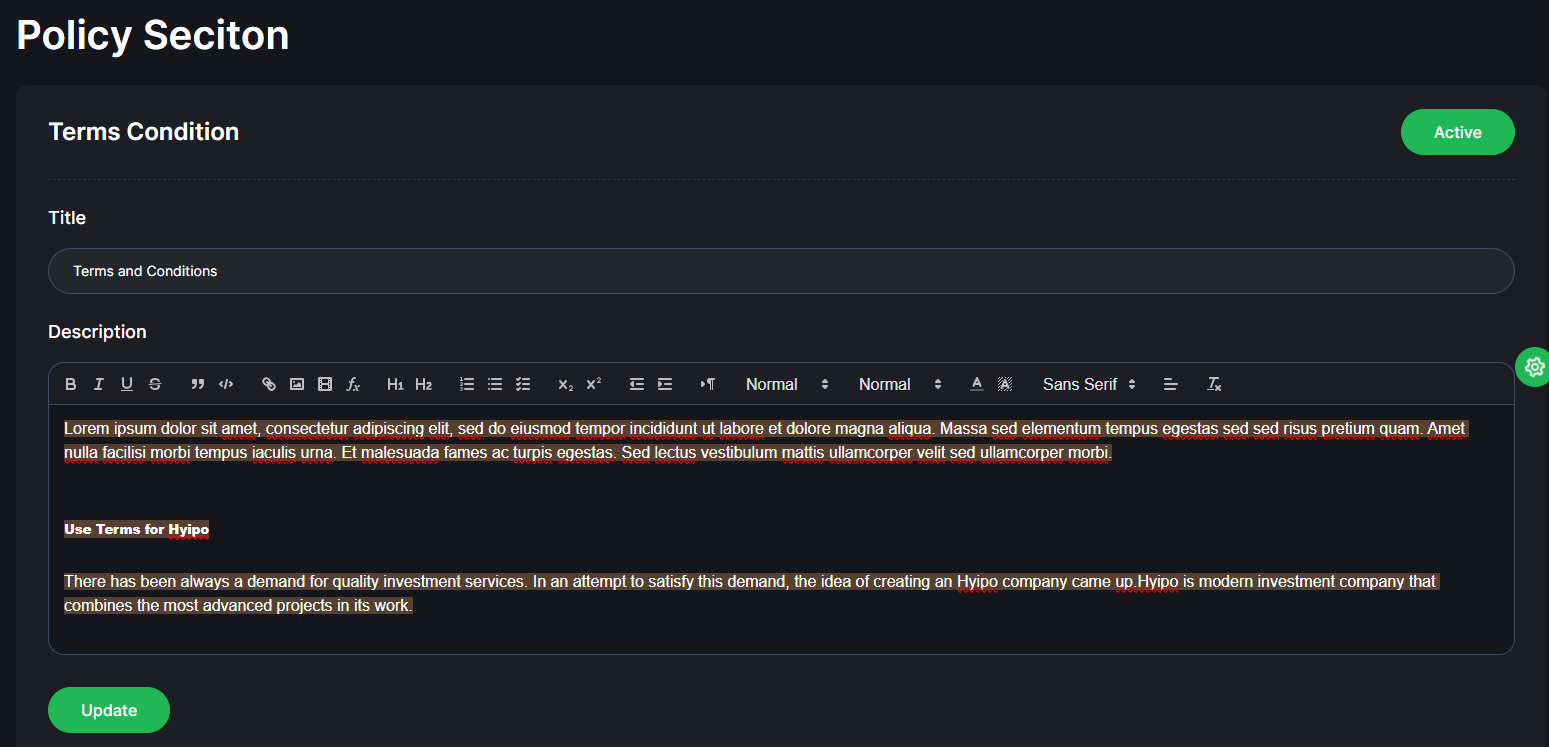 Policy Seciton
Terms Condition
Active
Title
Terms and Conditions
Description
B I U S H1 H2 X2 X2 Normal Normal A A Sans Serif Tx
Lorem ipsum dolor sit amet, consectetur adipiscing elit, sed do eiusmod tempor incididunt ut labore et dolore magna aliqua. Massa sed elementum tempus egestas sed sed risus pretium quam. Amet
nulla facilisi morbi tempus iaculis urna. Et malesuada fames ac turpis egestas. Sed lectus vestibulum mattis ullamcorper velit sed ullamcorper morbi.
Use Terms for Hyipo
There has been always a demand for quality investment services. In an attempt to satisfy this demand, the idea of creating an Hyipo company came up.Hyipo is modern investment company that
combines the most advanced projects in its work.
Update